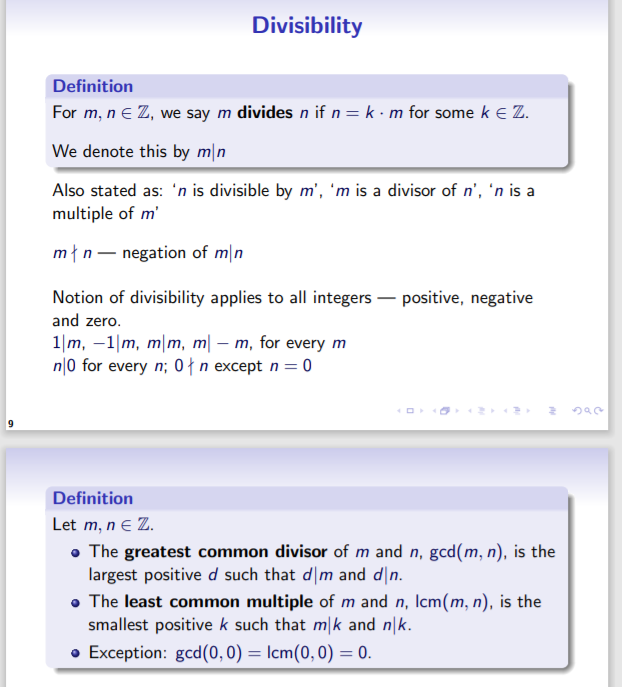 Divisibility
Definition
For m, n ∈ ℤ, we say m divides n if n = k · m for some k ∈ ℤ.
We denote this by m|n
Also stated as: ‘n is divisible by m’, ‘m is a divisor of n’, ‘n is a
multiple of m’
m ∤ n — negation of m|n
Notion of divisibility applies to all integers — positive, negative
and zero.
1|m, −1|m, m|m, m| − m, for every m
n|0 for every n; 0 ∤ n except n = 0
9
Definition
Let m, n ∈ ℤ.
• The greatest common divisor of m and n, gcd(m, n), is the
largest positive d such that d|m and d|n.
• The least common multiple of m and n, lcm(m, n), is the
smallest positive k such that m|k and n|k.
• Exception: gcd(0, 0) = lcm(0, 0) = 0.